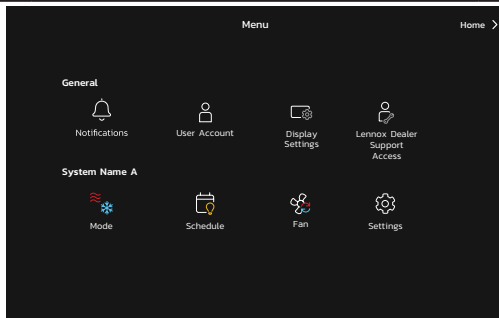 Menu
Home
General
Notifications
User Account
Display
Settings
Lennox Dealer
Support
Access
System Name A
Mode
Schedule
Fan
Settings